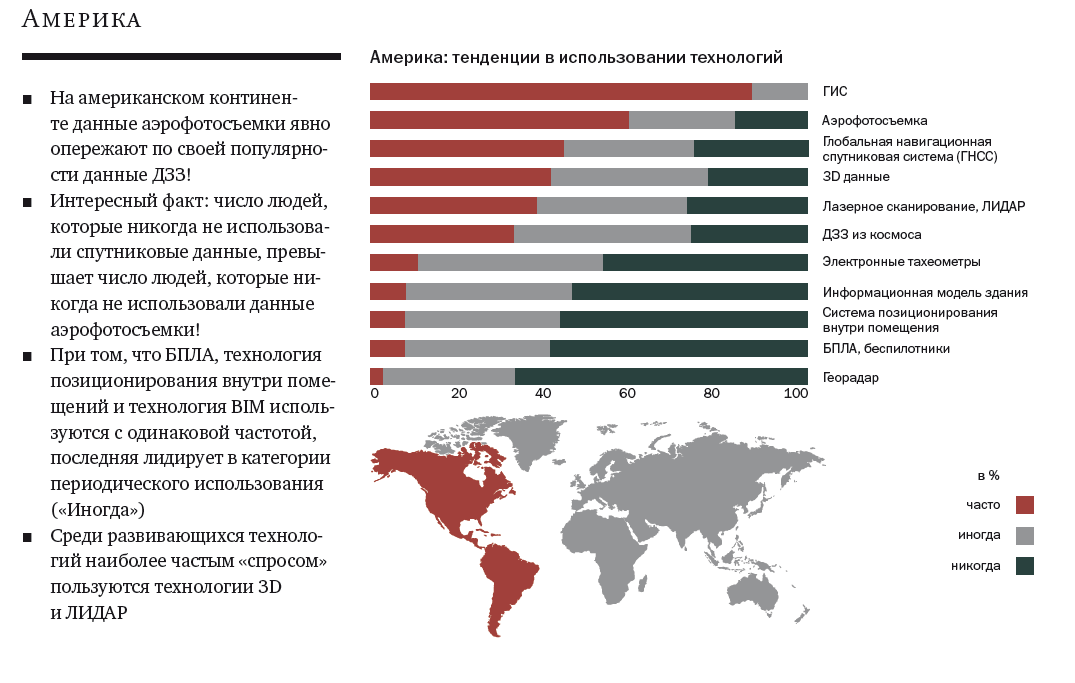 Америка
■ На американском континен-
те данные аэрофотосъемки явно
опережают по своей популярно-
сти данные ДЗЗ!
■ Интересный факт: число людей,
которые никогда не использова-
ли спутниковые данные, превы-
шает число людей, которые ни-
когда не использовали данные
аэрофотосъемки!
■ При том, что БПЛА, технология
позиционирования внутри поме-
щений и технология BIM исполь-
зуются с одинаковой частотой,
последняя лидирует в категории
периодического использования
(«Иногда»)
■ Среди развивающихся техноло-
гий наиболее частым «спросом»
пользуются технологии 3D
и ЛИДАР
Америка: тенденции в использовании технологий
ГИС
Аэрофотосъемка
Глобальная навигационная
спутниковая система (ГНСС)
3D данные
Лазерное сканирование, ЛИДАР
ДЗЗ из космоса
Электронные тахеометры
Информационная модель здания
Система позиционирования
внутри помещения
БПЛА, беспилотники
Георадар
0 20 40 60 80 100
в %
часто
иногда
никогда